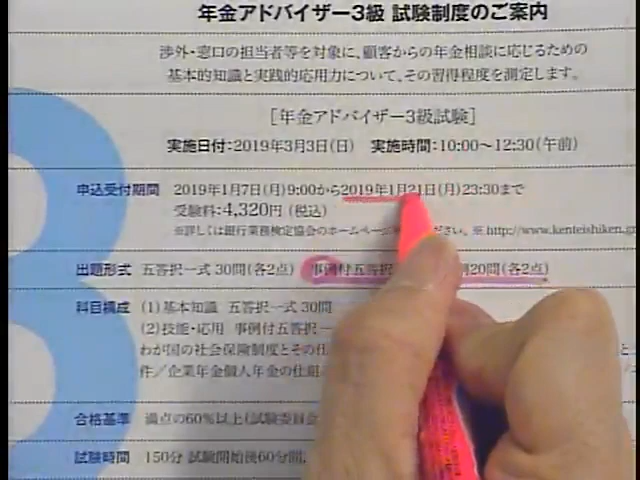 年金アドバイザー3級 試験制度のご案内
渉外・窓口の担当者等を対象に、顧客からの年金相談に応じるための
基本的知識と実践的応用力について、その習得程度を測定します。
[年金アドバイザー3級試験]
実施日付:2019年3月3日(日) 実施時間:10:00~12:30(午前)
申込受付期間 2019年1月7日(月)9:00から2019年1月21日(月)23:30まで
受験料:4,320円(税込)
※詳しくは銀行業務検定協会のホームページ ださい。※http://www.kenteishiken.gr
出題形式 五答択一式 30問(各2点) 事例付五答択 20問(各2点)
科目構成 (1)基本知識 五答択一式 30問
(2)技能・応用 事例付五答択一
わが国の社会保険制度とその仕
件/企業年金個人年金の仕組
合格基準 満点の60%以上(試験委員会
試験時間 150分 試験開始後60分間,